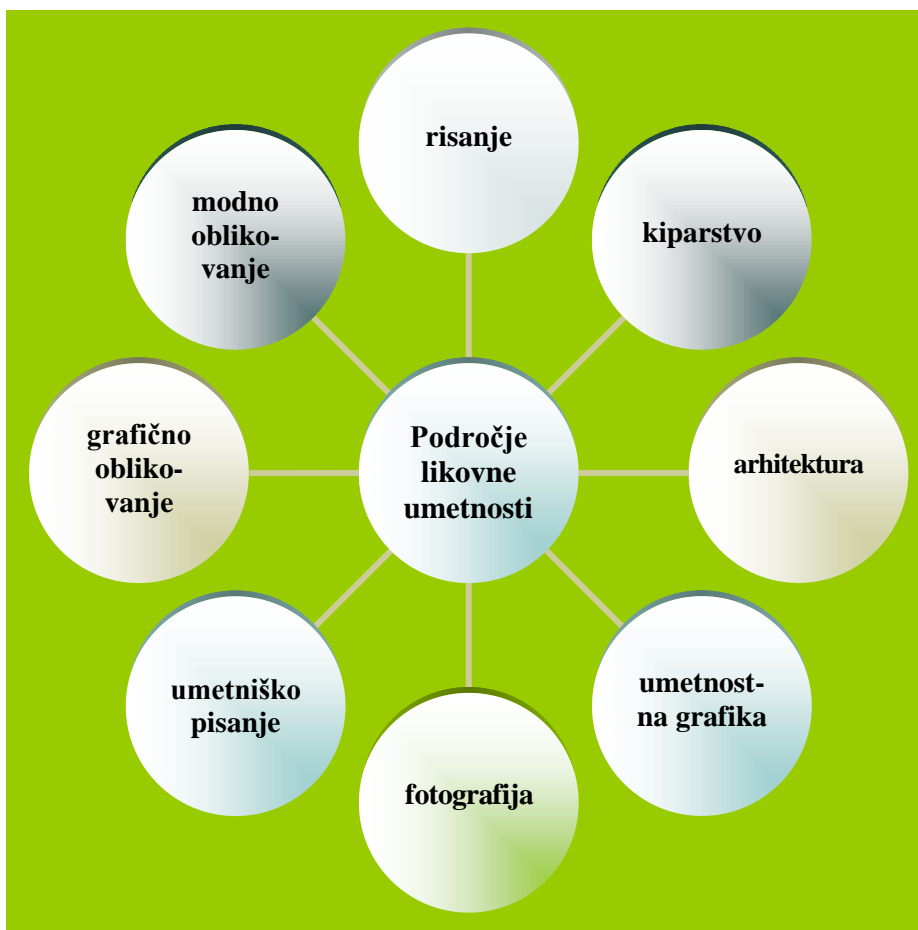 risanje
kiparstvo
arhitektura
umetnost-
na grafika
fotografija
umetniško
pisanje
grafično
obliko-
vanje
modno
obliko-
vanje
Področje
likovne
umetnosti